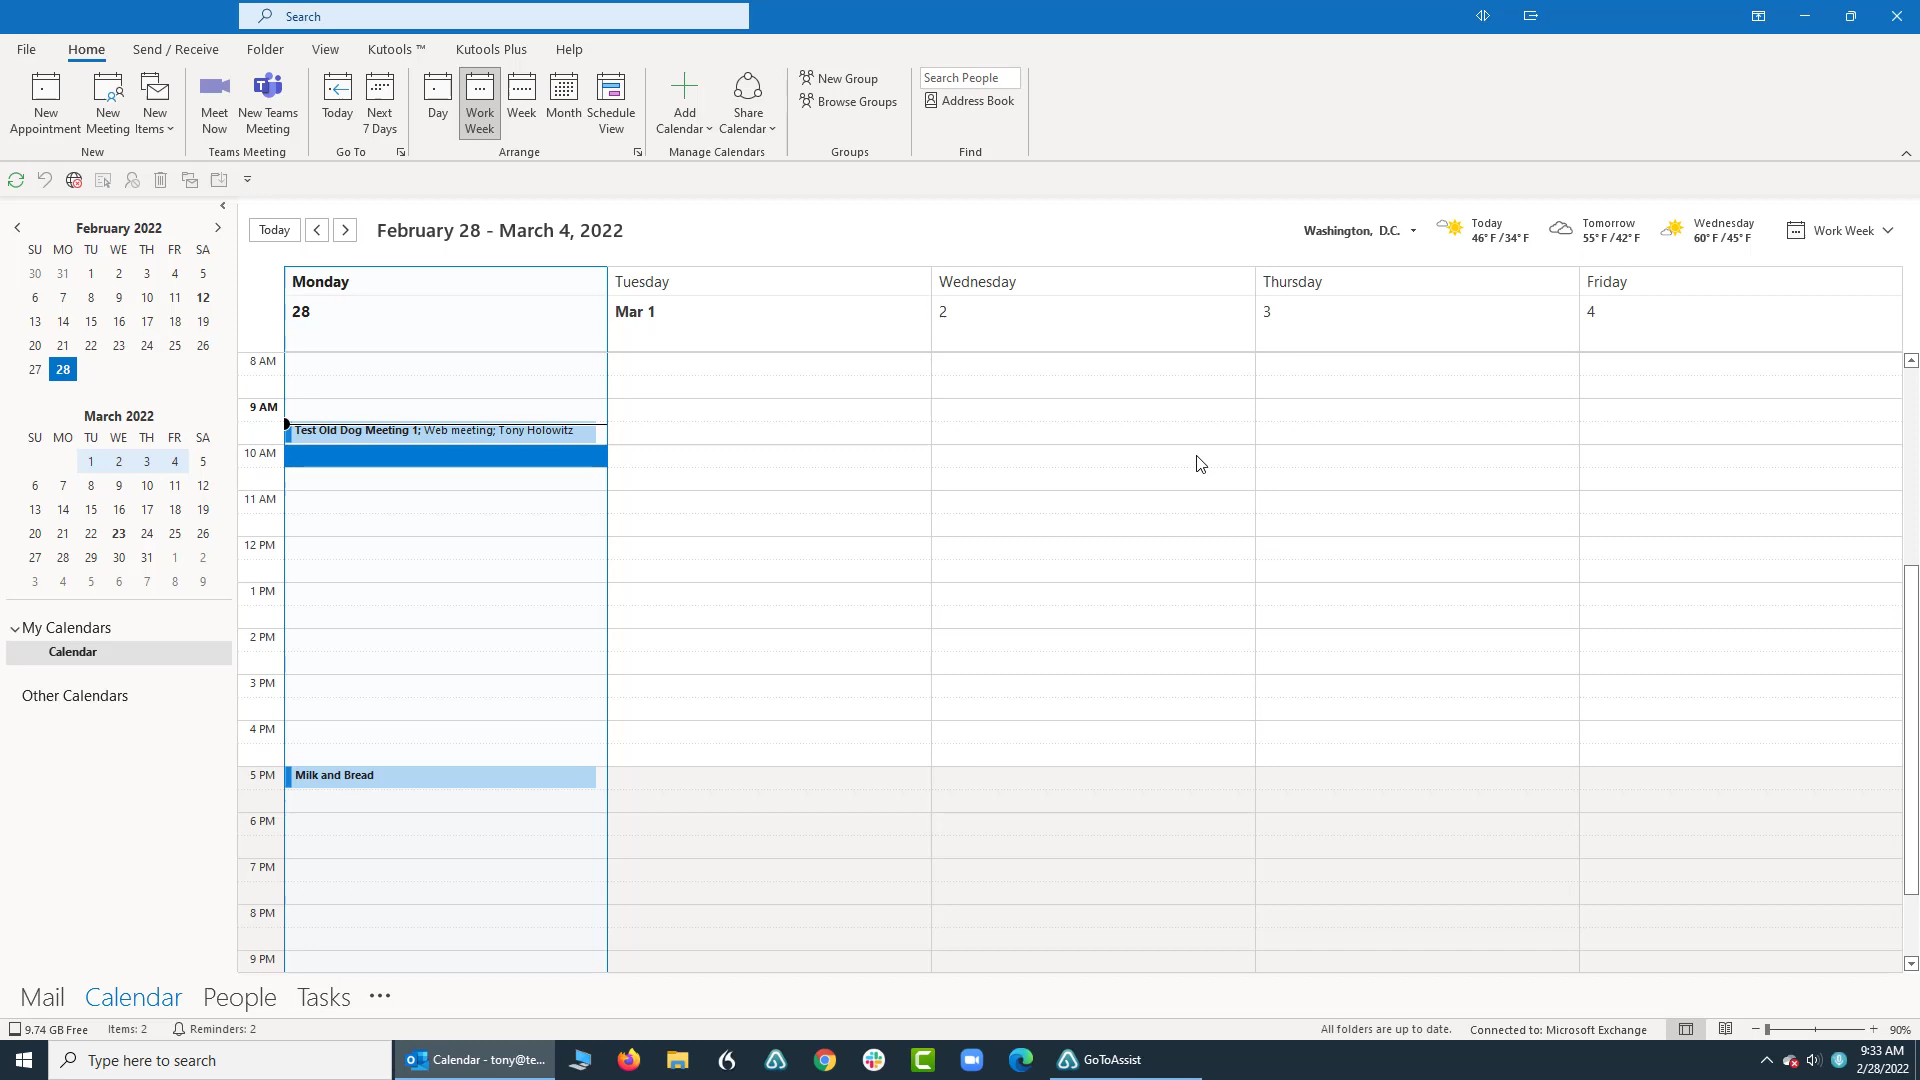 Search
File Home Send / Receive Folder View Kutools ™ Kutools Plus Help
New Appointment
New Meeting
New Items
New
Meet Now
New Teams Meeting
Teams Meeting
Today
Next 7 Days
Go To
Day
Work Week
Week
Month
Schedule View
Arrange
Add Calendar
Share Calendar
Manage Calendars
New Group
Browse Groups
Groups
Search People
Address Book
Find
February 2022
SU MO TU WE TH FR SA
30 31 1 2 3 4 5
6 7 8 9 10 11 12
13 14 15 16 17 18 19
20 21 22 23 24 25 26
27 28
March 2022
SU MO TU WE TH FR SA
1 2 3 4 5
6 7 8 9 10 11 12
13 14 15 16 17 18 19
20 21 22 23 24 25 26
27 28 29 30 31 1 2
3 4 5 6 7 8 9
My Calendars
Calendar
Other Calendars
Today
February 28 - March 4, 2022
Washington, D.C.
Today
46° F / 34° F
Tomorrow
55° F / 42° F
Wednesday
60° F / 45° F
Work Week
Monday Tuesday Wednesday Thursday Friday
28 Mar 1 2 3 4
8 AM
9 AM
Test Old Dog Meeting 1; Web meeting; Tony Holowitz
10 AM
11 AM
12 PM
1 PM
2 PM
3 PM
4 PM
5 PM
Milk and Bread
6 PM
7 PM
8 PM
9 PM
Mail Calendar People Tasks ···
9.74 GB Free Items: 2 Reminders: 2
All folders are up to date. Connected to: Microsoft Exchange 90%
Type here to search
Calendar - tony@te...
GoToAssist
9:33 AM
2/28/2022